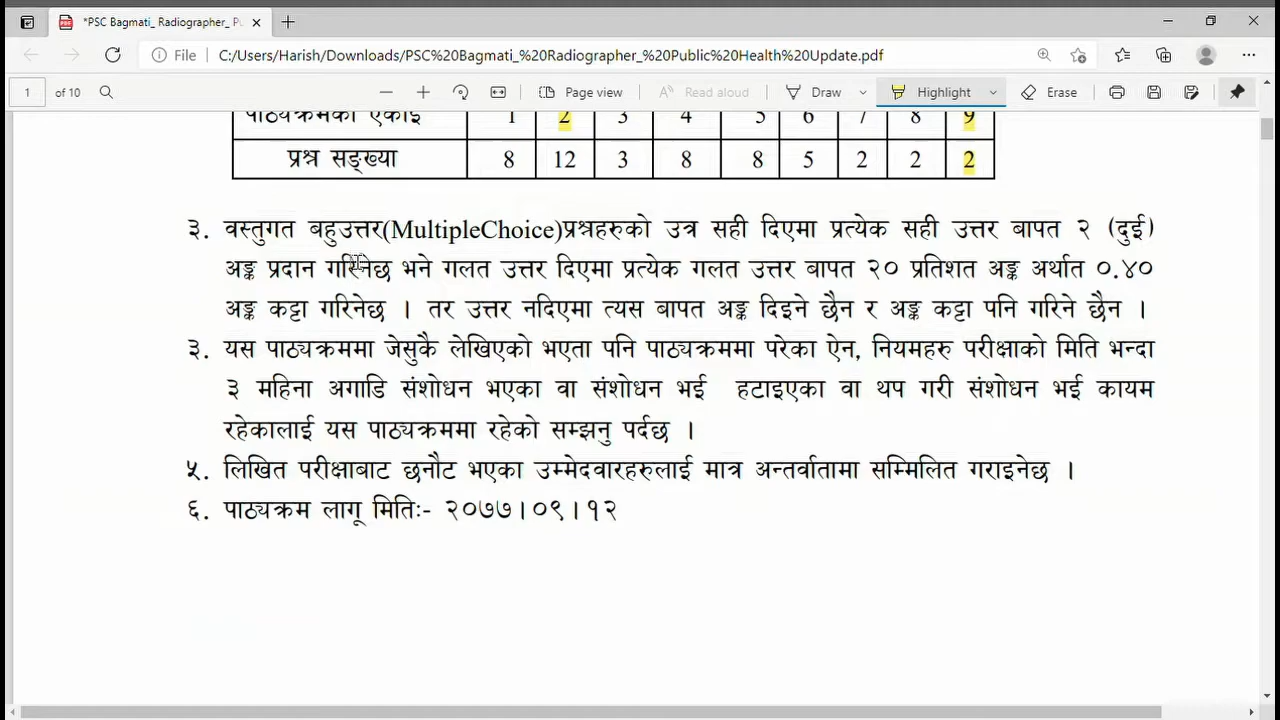 *PSC Bagmati_ Radiographer_ Pu
File C:/Users/Harish/Downloads/PSC%20Bagmati_%20Radiographer_%20Public%20Health%20Update.pdf
1 of 10 Page view Read aloud Draw Highlight Erase
पाठ्यक्रमका एकाई 1 2 3 4 5 6 7 8 9
प्रश्न सङ्ख्या 8 12 3 8 8 5 2 2 2
३. वस्तुगत बहुउत्तर(MultipleChoice)प्रश्नहरुको उत्र सही दिएमा प्रत्येक सही उत्तर बापत २ (दुई)
अङ्क प्रदान गरिनेछ भने गलत उत्तर दिएमा प्रत्येक गलत उत्तर बापत २० प्रतिशत अङ्क अर्थात ०.४०
अङ्क कट्टा गरिनेछ । तर उत्तर नदिएमा त्यस बापत अङ्क दिइने छैन र अङ्क कट्टा पनि गरिने छैन ।
३. यस पाठ्यक्रममा जेसुकै लेखिएको भएता पनि पाठ्यक्रममा परेका ऐन, नियमहरु परीक्षाको मिति भन्दा
३ महिना अगाडि संशोधन भएका वा संशोधन भई हटाइएका वा थप गरी संशोधन भई कायम
रहेकालाई यस पाठ्यक्रममा रहेको सम्झनु पर्दछ ।
५. लिखित परीक्षाबाट छनौट भएका उम्मेदवारहरुलाई मात्र अन्तर्वार्तामा सम्मिलित गराइनेछ ।
६. पाठ्यक्रम लागू मितिः- २०७७।०९।१२